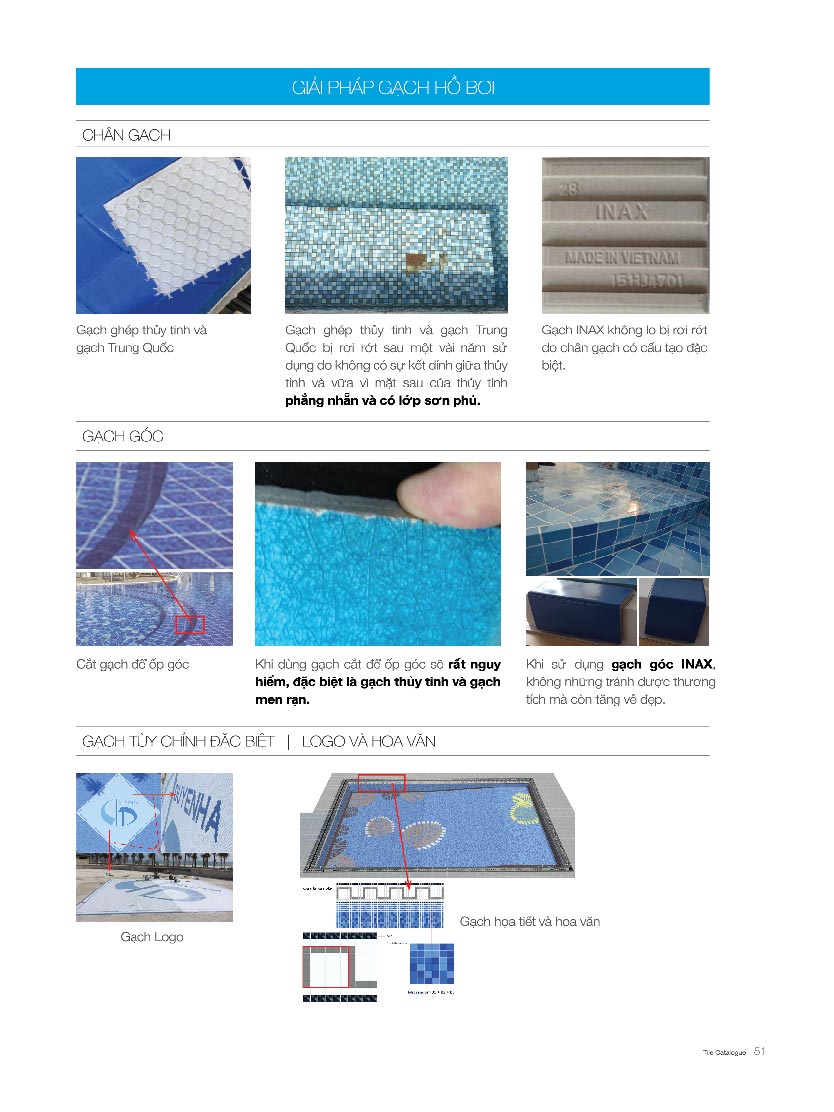 GIẢI PHÁP GẠCH HỒ BƠI
CHÂN GẠCH
28
INAX
MADE IN VIETNAM
15HJ4701
Gạch ghép thủy tinh và
gạch Trung Quốc
Gạch ghép thủy tinh và gạch Trung
Quốc bị rơi rớt sau một vài năm sử
dụng do không có sự kết dính giữa thủy
tinh và vữa vì mặt sau của thủy tinh
phẳng nhẵn và có lớp sơn phủ.
Gạch INAX không lo bị rơi rớt
do chân gạch có cấu tạo đặc
biệt.
GẠCH GÓC
Cắt gạch để ốp góc
Khi dùng gạch cắt để ốp góc sẽ rất nguy
hiểm, đặc biệt là gạch thủy tinh và gạch
men rạn.
Khi sử dụng gạch góc INAX,
không những tránh được thương
tích mà còn tăng vẻ đẹp.
GẠCH TÙY CHỈNH ĐẶC BIỆT | LOGO VÀ HOA VĂN
UYENHA
Gạch Logo
Gạch họa tiết và hoa văn
Tile Catalogue 51